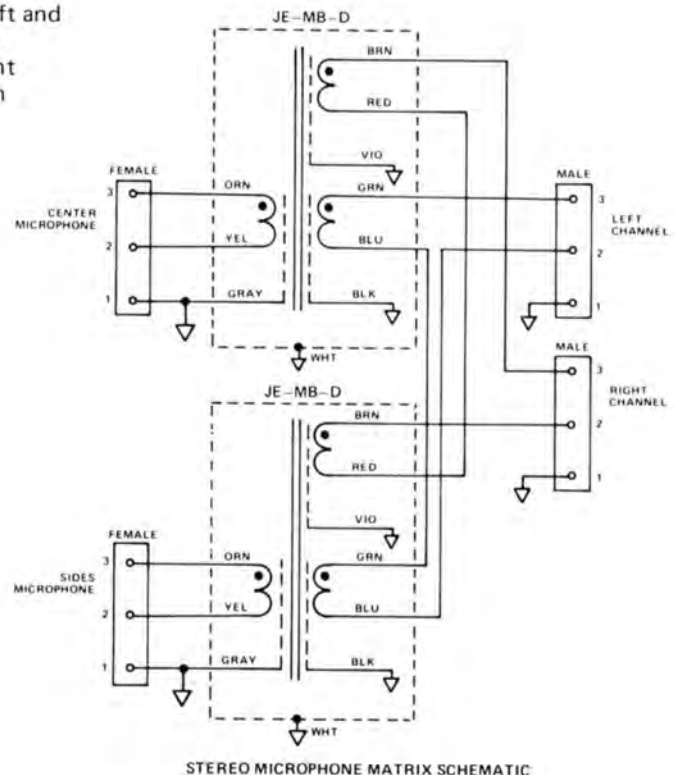 ft and
nt
n
JE–MB–D
BRN
RED
VIO
FEMALE
MALE
3
ORN
GRN
3
CENTER
MICROPHONE
LEFT
CHANNEL
2
YEL
BLU
2
1
GRAY
BLK
1
WHT
MALE
3
JE–MB–D
RIGHT
CHANNEL
BRN
2
RED
1
VIO
FEMALE
3
ORN
GRN
SIDES
MICROPHONE
2
YEL
BLU
1
GRAY
BLK
WHT
STEREO MICROPHONE MATRIX SCHEMATIC